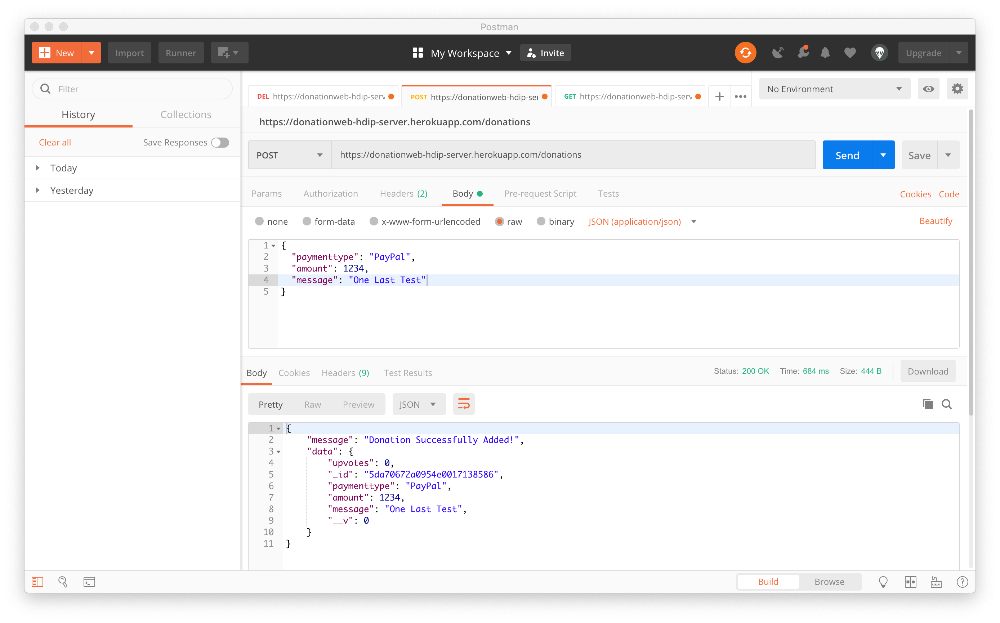 Postman
New Import Runner My Workspace Invite Upgrade
Filter
History Collections
Clear all Save Responses
Today
Yesterday
DEL https://donationweb-hdip-serv POST https://donationweb-hdip-ser GET https://donationweb-hdip-serv No Environment
https://donationweb-hdip-server.herokuapp.com/donations
POST https://donationweb-hdip-server.herokuapp.com/donations Send Save
Params Authorization Headers (2) Body Pre-request Script Tests Cookies Code
none form-data x-www-form-urlencoded raw binary JSON (application/json) Beautify
1 {
2 "paymenttype": "PayPal",
3 "amount": 1234,
4 "message": "One Last Test"
5 }
Body Cookies Headers (9) Test Results Status: 200 OK Time: 684 ms Size: 444 B Download
Pretty Raw Preview JSON
1 {
2 "message": "Donation Successfully Added!",
3 "data": {
4 "upvotes": 0,
5 "_id": "5da70672a0954e0017138586",
6 "paymenttype": "PayPal",
7 "amount": 1234,
8 "message": "One Last Test",
9 "__v": 0
10 }
11 }
Build Browse